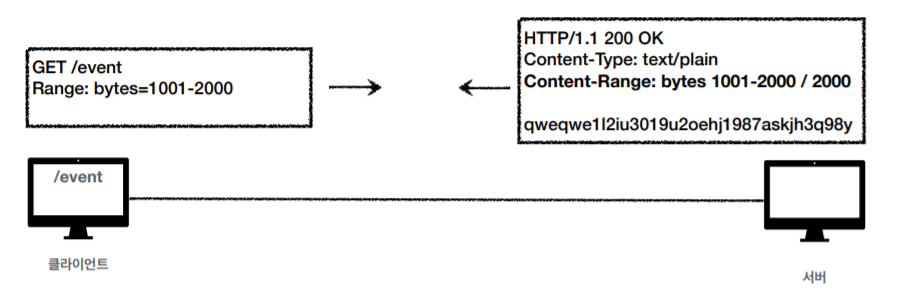 GET /event
Range: bytes=1001-2000
HTTP/1.1 200 OK
Content-Type: text/plain
Content-Range: bytes 1001-2000 / 2000
qweqwe1l2iu3019u2oehj1987askjh3q98y
/event
클라이언트
서버